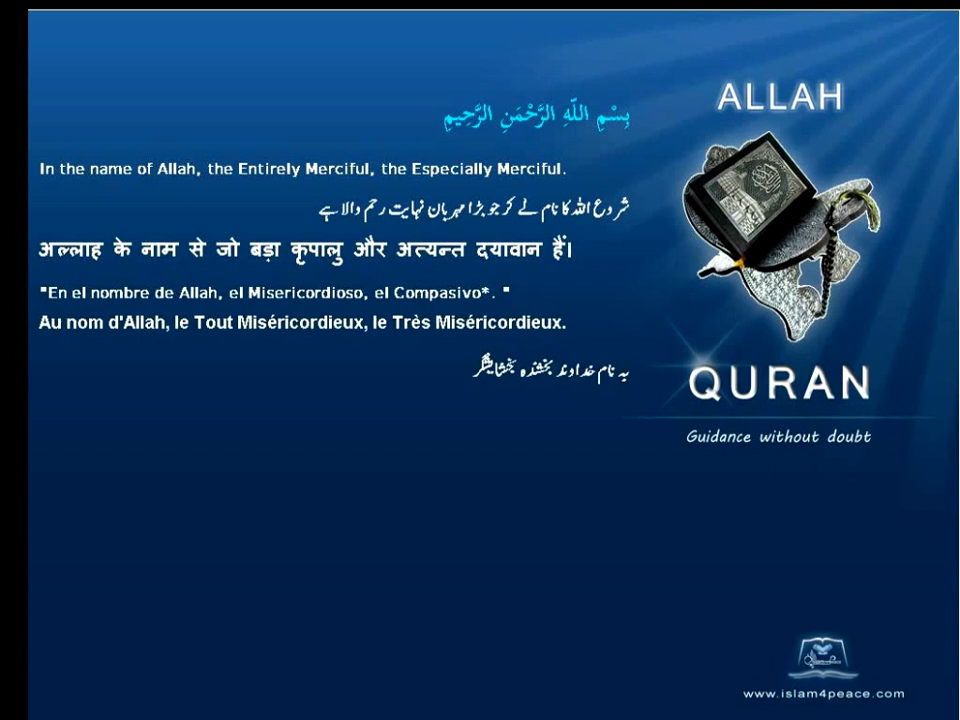 بِسْمِ اللّهِ الرَّحْمَنِ الرَّحِيمِ
In the name of Allah, the Entirely Merciful, the Especially Merciful.
شروع الله کا نام لے کر جو بڑا مہربان نہایت رحم والا ہے
अल्लाह के नाम से जो बड़ा कृपालु और अत्यन्त दयावान हैं।
"En el nombre de Allah, el Misericordioso, el Compasivo*. "
Au nom d'Allah, le Tout Miséricordieux, le Très Miséricordieux.
به نام خداوند بخشنده بخشایشگر
ALLAH
QURAN
Guidance without doubt
www.islam4peace.com